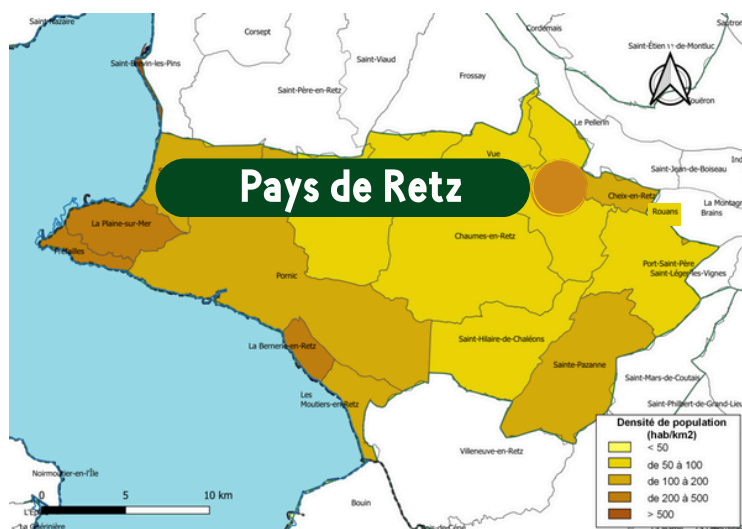 Saint-Nazaire
Corsept
Cordemais
Sautron
Saint-Étienne-de-Montluc
Saint-Brevin-les-Pins
Saint-Viaud
Frossay
Saint-Père-en-Retz
Couëron
Le Pellerin
Vue
Saint-Jean-de-Boiseau
Pays de Retz
Cheix-en-Retz
La Montagne
Rouans
Brains
La Plaine-sur-Mer
Chaumes-en-Retz
Préfailles
Port-Saint-Père
Saint-Léger-les-Vignes
Pornic
La Bernerie-en-Retz
Saint-Hilaire-de-Chaléons
Sainte-Pazanne
Saint-Mars-de-Coutais
Les
Moutiers-en-Retz
Saint-Philbert-de-Grand-Lieu
Densité de population
(hab/km2)
< 50
de 50 à 100
de 100 à 200
de 200 à 500
> 500
Villeneuve-en-Retz
Noirmoutier-en-l'Île
0 5 10 km
Bouin
La Guérinière